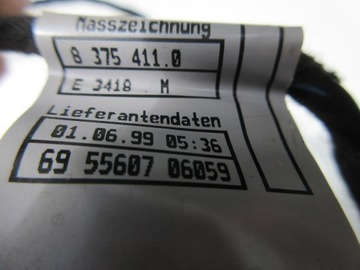 Masszeichnung
8 375 411.0
E 3418 M
Lieferantendaten
01.06.99 05:36
69 55607 06059